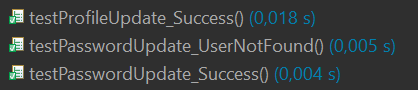 testProfileUpdate_Success() (0,018 s)
testPasswordUpdate_UserNotFound() (0,005 s)
testPasswordUpdate_Success() (0,004 s)